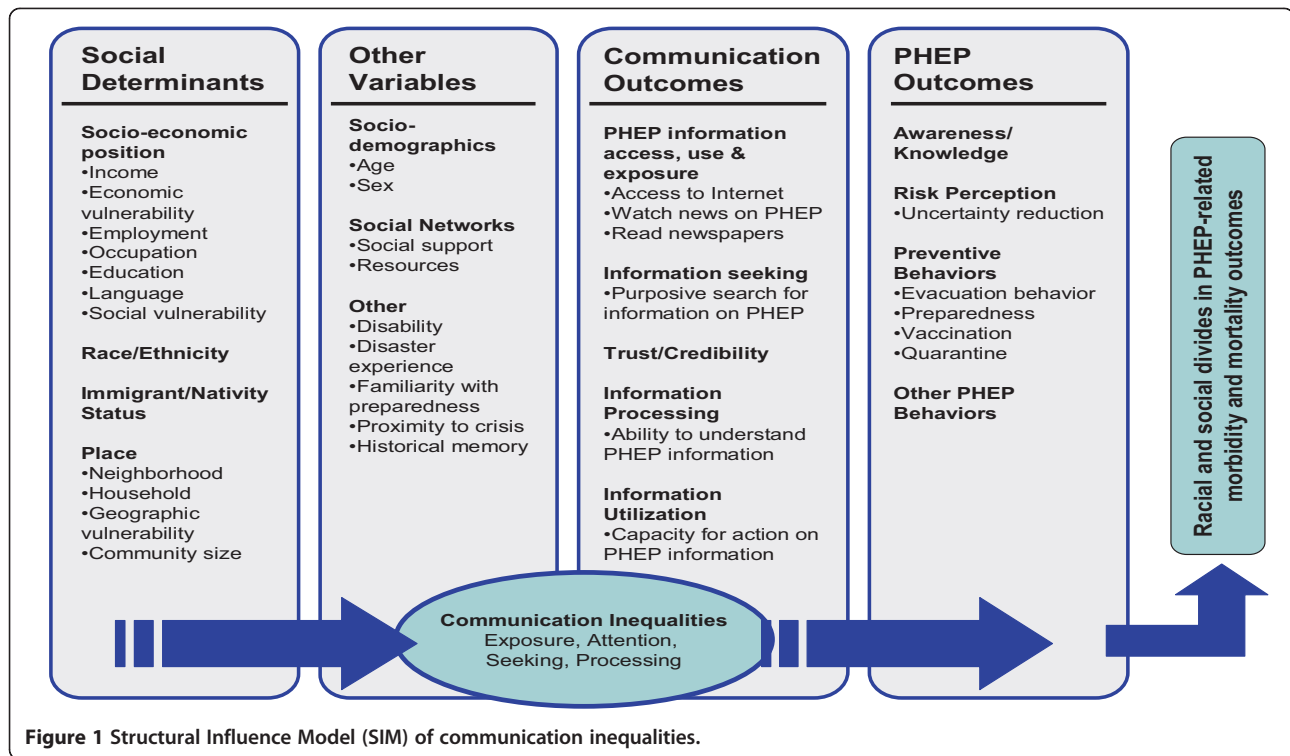 Social
Determinants
Socio-economic
position
•Income
•Economic
vulnerability
•Employment
•Occupation
•Education
•Language
•Social vulnerability
Race/Ethnicity
Immigrant/Nativity
Status
Place
•Neighborhood
•Household
•Geographic
vulnerability
•Community size
Other
Variables
Socio-
demographics
•Age
•Sex
Social Networks
•Social support
•Resources
Other
•Disability
•Disaster
experience
•Familiarity with
preparedness
•Proximity to crisis
•Historical memory
Communication
Outcomes
PHEP information
access, use &
exposure
•Access to Internet
•Watch news on PHEP
•Read newspapers
Information seeking
•Purposive search for
information on PHEP
Trust/Credibility
Information
Processing
•Ability to understand
PHEP information
Information
Utilization
•Capacity for action on
PHEP information
PHEP
Outcomes
Awareness/
Knowledge
Risk Perception
•Uncertainty reduction
Preventive
Behaviors
•Evacuation behavior
•Preparedness
•Vaccination
•Quarantine
Other PHEP
Behaviors
Communication Inequalities
Exposure, Attention,
Seeking, Processing
Racial and social divides in PHEP-related
morbidity and mortality outcomes
Figure 1 Structural Influence Model (SIM) of communication inequalities.